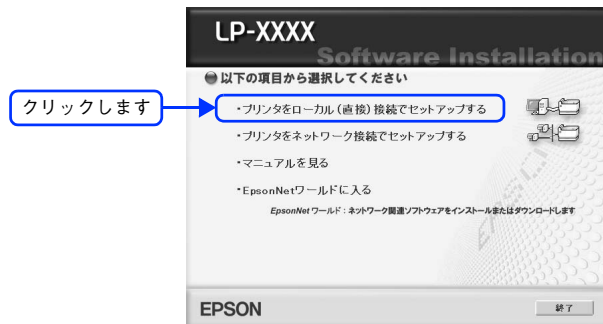 LP-XXXX
Software Installation
以下の項目から選択してください
クリックします
・プリンタをローカル（直接）接続でセットアップする
・プリンタをネットワーク接続でセットアップする
・マニュアルを見る
・EpsonNetワールドに入る
EpsonNet ワールド：ネットワーク関連ソフトウェアをインストールまたはダウンロードします
EPSON
EPSON
終了